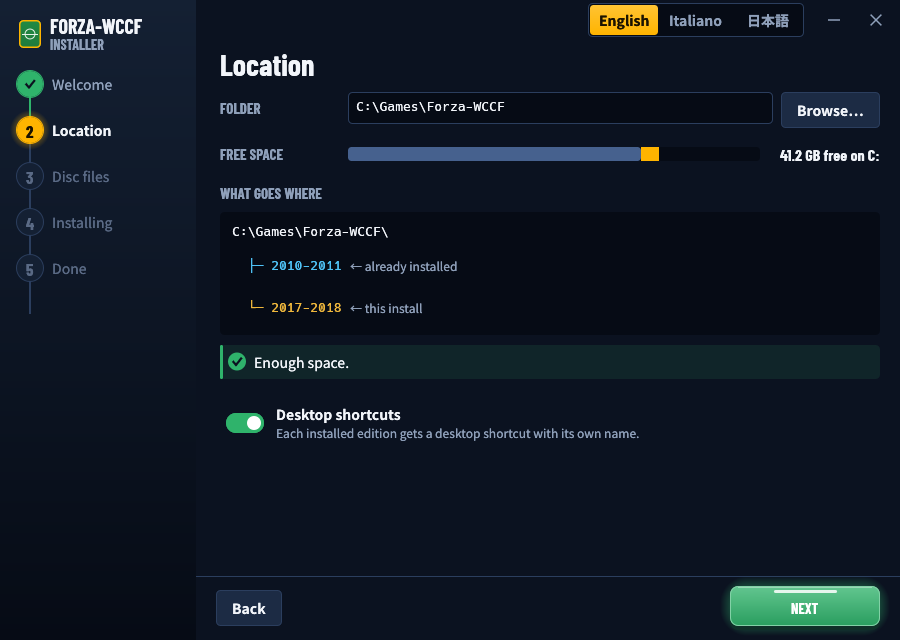 FORZA-WCCF
INSTALLER
English Italiano 日本語
Welcome
2 Location
3 Disc files
4 Installing
5 Done
Location
FOLDER C:\Games\Forza-WCCF Browse...
FREE SPACE 41.2 GB free on C:
WHAT GOES WHERE
C:\Games\Forza-WCCF\
├─ 2010-2011 ← already installed
└─ 2017-2018 ← this install
Enough space.
Desktop shortcuts
Each installed edition gets a desktop shortcut with its own name.
Back NEXT